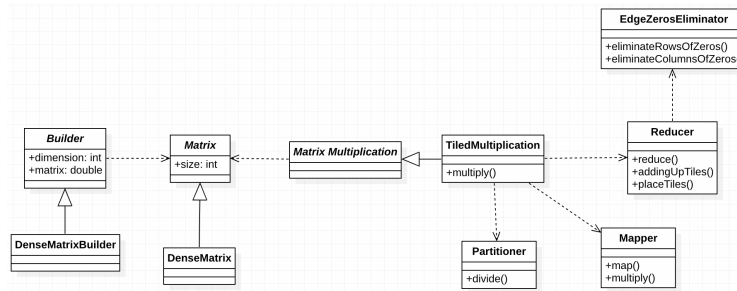 EdgeZerosEliminator
+eliminateRowsOfZeros()
+eliminateColumnsOfZeros
Builder
+dimension: int
+matrix: double
Matrix
+size: int
Matrix Multiplication
TiledMultiplication
+multiply()
Reducer
+reduce()
+addingUpTiles()
+placeTiles()
DenseMatrixBuilder
DenseMatrix
Partitioner
+divide()
Mapper
+map()
+multiply()